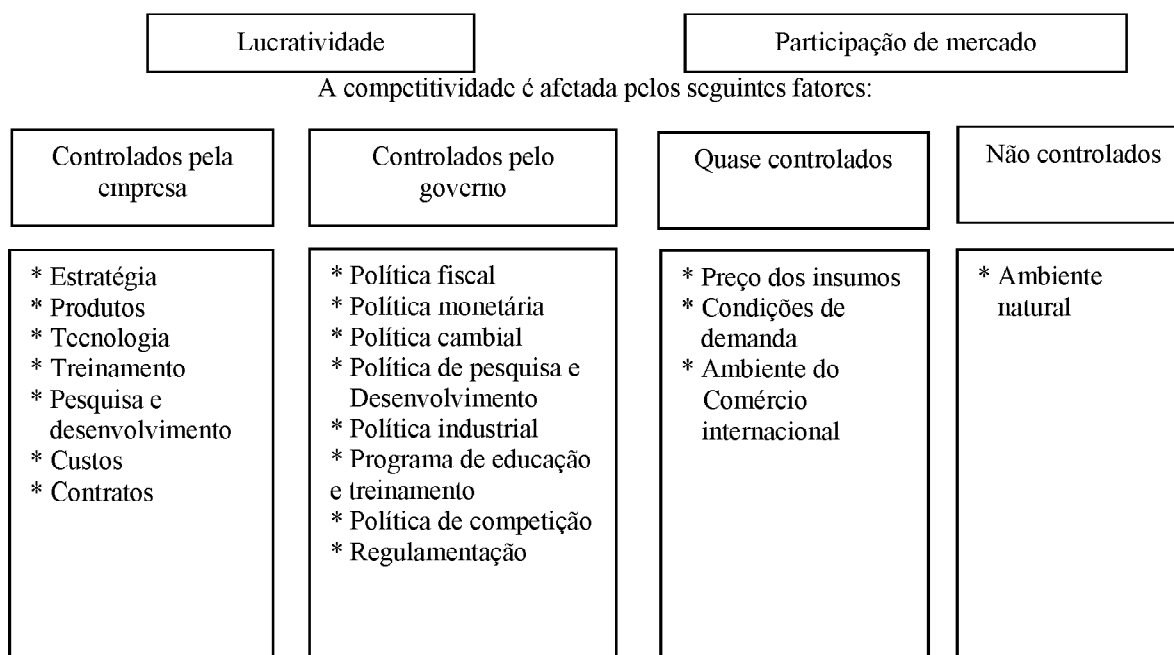 Lucratividade
Participação de mercado
A competitividade é afetada pelos seguintes fatores:
Controlados pela
empresa
Controlados pelo
governo
Quase controlados
Não controlados
* Estratégia
* Produtos
* Tecnologia
* Treinamento
* Pesquisa e
desenvolvimento
* Custos
* Contratos
* Política fiscal
* Política monetária
* Política cambial
* Política de pesquisa e
Desenvolvimento
* Política industrial
* Programa de educação
e treinamento
* Política de competição
* Regulamentação
* Preço dos insumos
* Condições de
demanda
* Ambiente do
Comércio
internacional
* Ambiente
natural